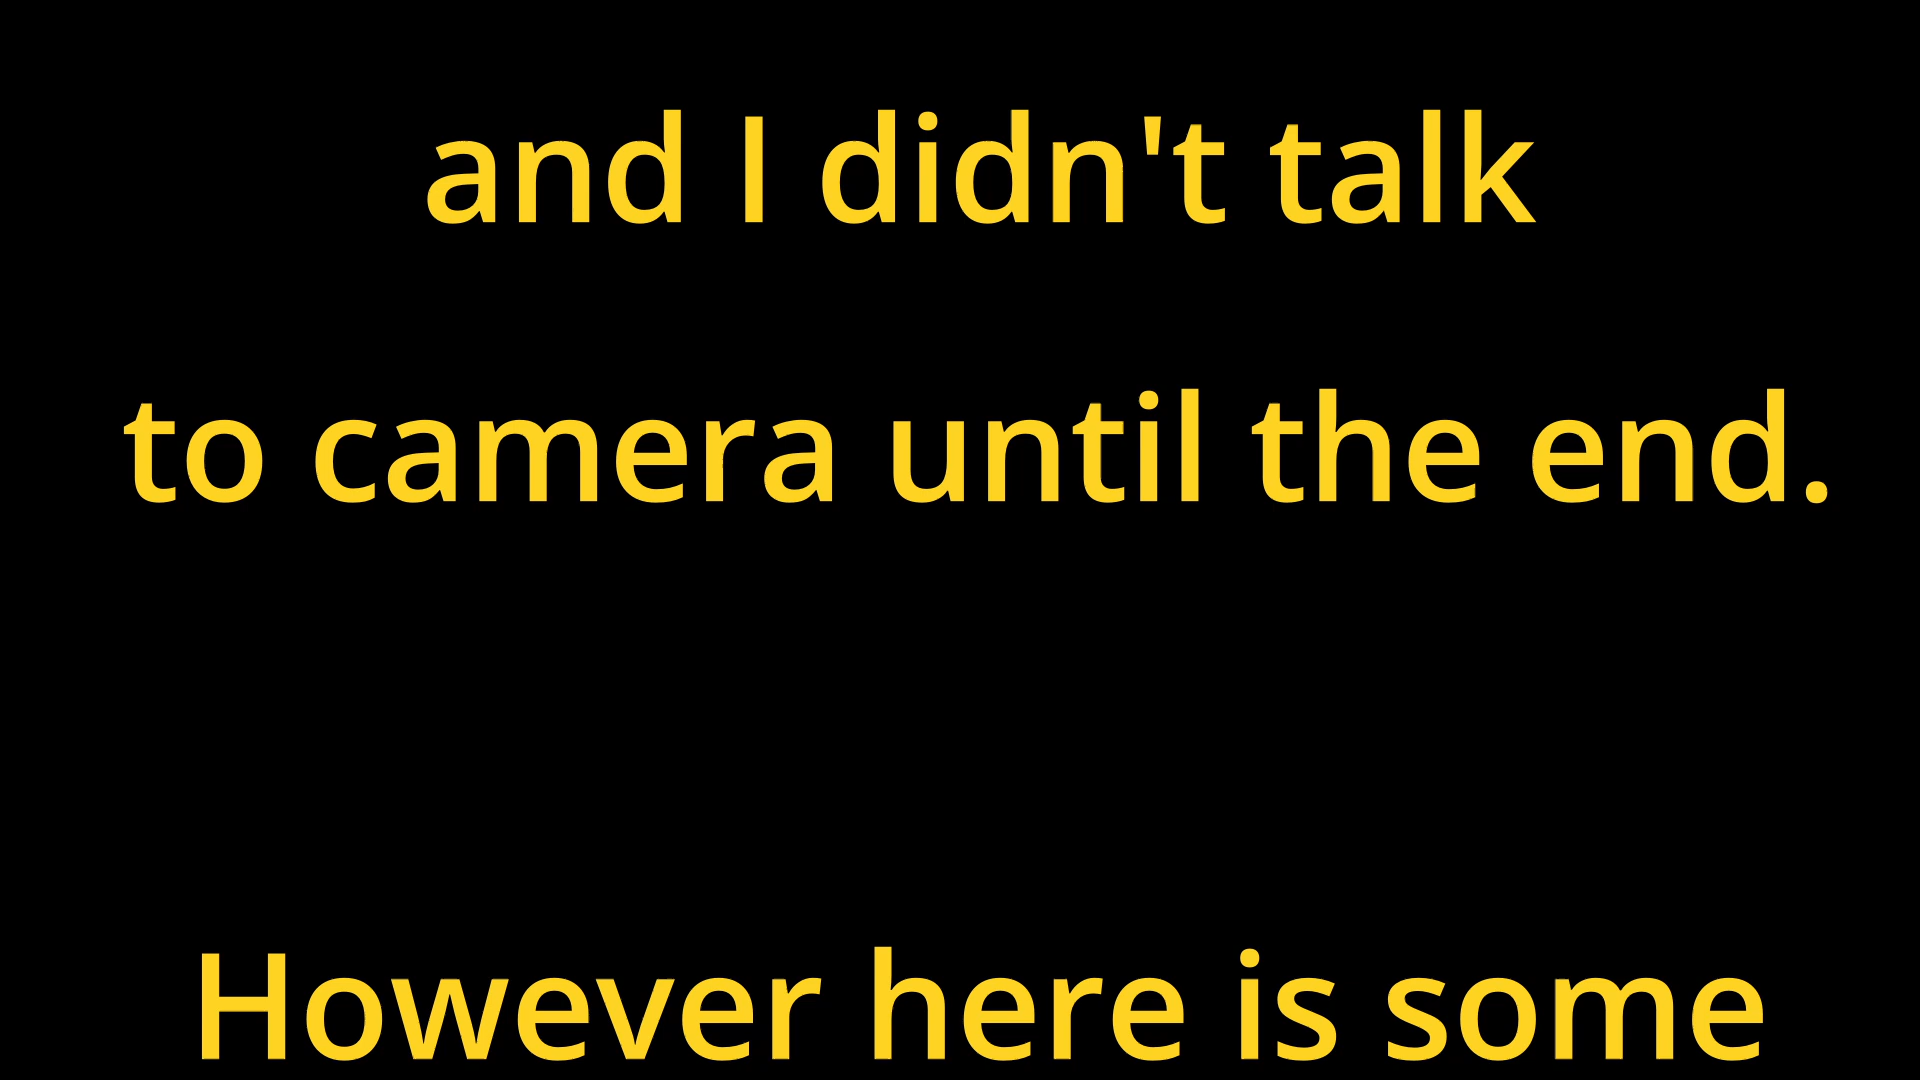 and I didn't talk
to camera until the end.
However here is some